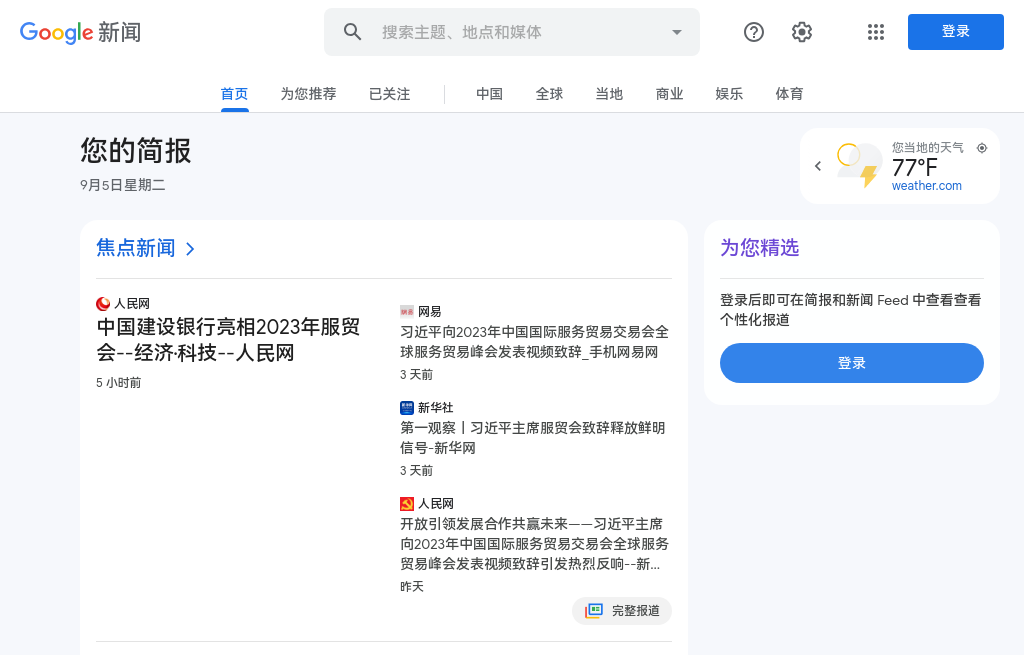 Google 新闻
搜索主题、地点和媒体
登录
首页
为您推荐
已关注
中国
全球
当地
商业
娱乐
体育
您的简报
9月5日星期二
您当地的天气
77°F
weather.com
焦点新闻
人民网
中国建设银行亮相2023年服贸
会--经济·科技--人民网
5 小时前
网易
习近平向2023年中国国际服务贸易交易会全
球服务贸易峰会发表视频致辞_手机网易网
3 天前
新华社
第一观察丨习近平主席服贸会致辞释放鲜明
信号-新华网
3 天前
人民网
开放引领发展合作共赢未来——习近平主席
向2023年中国国际服务贸易交易会全球服务
贸易峰会发表视频致辞引发热烈反响--新...
昨天
完整报道
为您精选
登录后即可在简报和新闻 Feed 中查看查看
个性化报道
登录